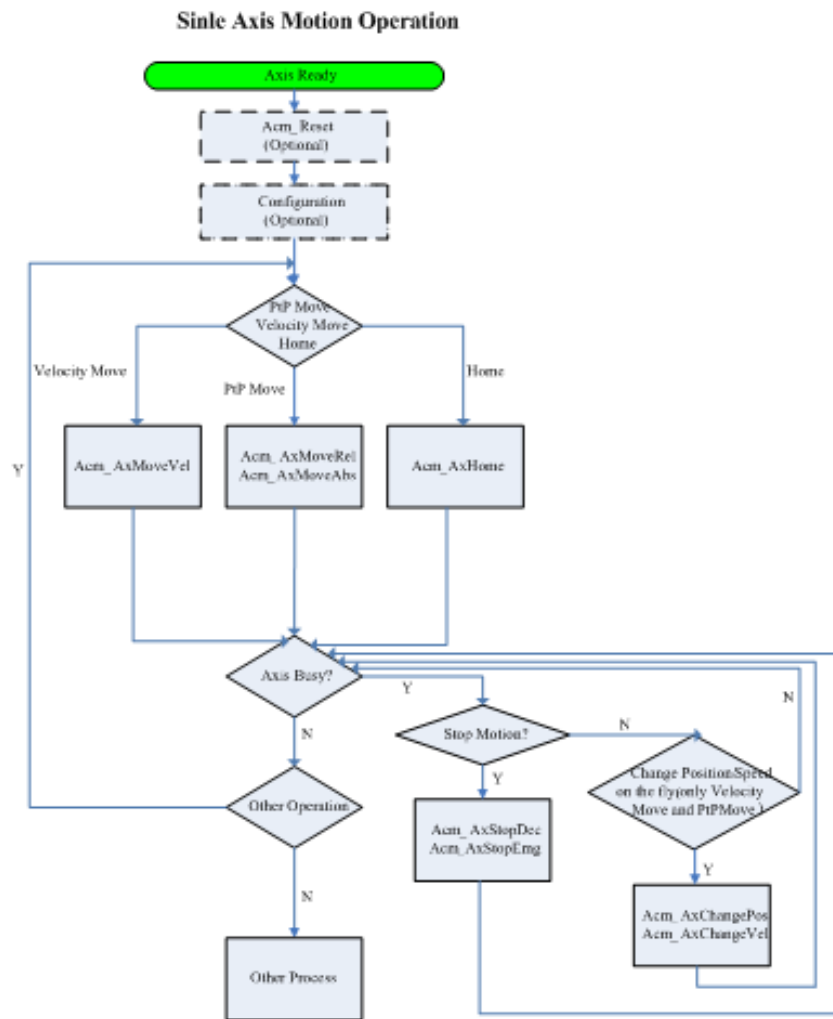 Sinle Axis Motion Operation
Axis Ready
Acm_Reset
(Optional)
Configuration
(Optional)
PtP Move
Velocity Move
Home
Velocity Move
PtP Move
Home
Y
Acm_AxMoveVel
Acm_AxMoveRel
Acm_AxMoveAbs
Acm_AxHome
Axis Busy?
Y
N
N
Stop Motion?
N
Y
Change Position/Speed
on the fly(only Velocity
Move and PtPMove)
Y
Other Operation
N
Acm_AxStopDec
Acm_AxStopEmg
Acm_AxChangePos
Acm_AxChangeVel
Other Process